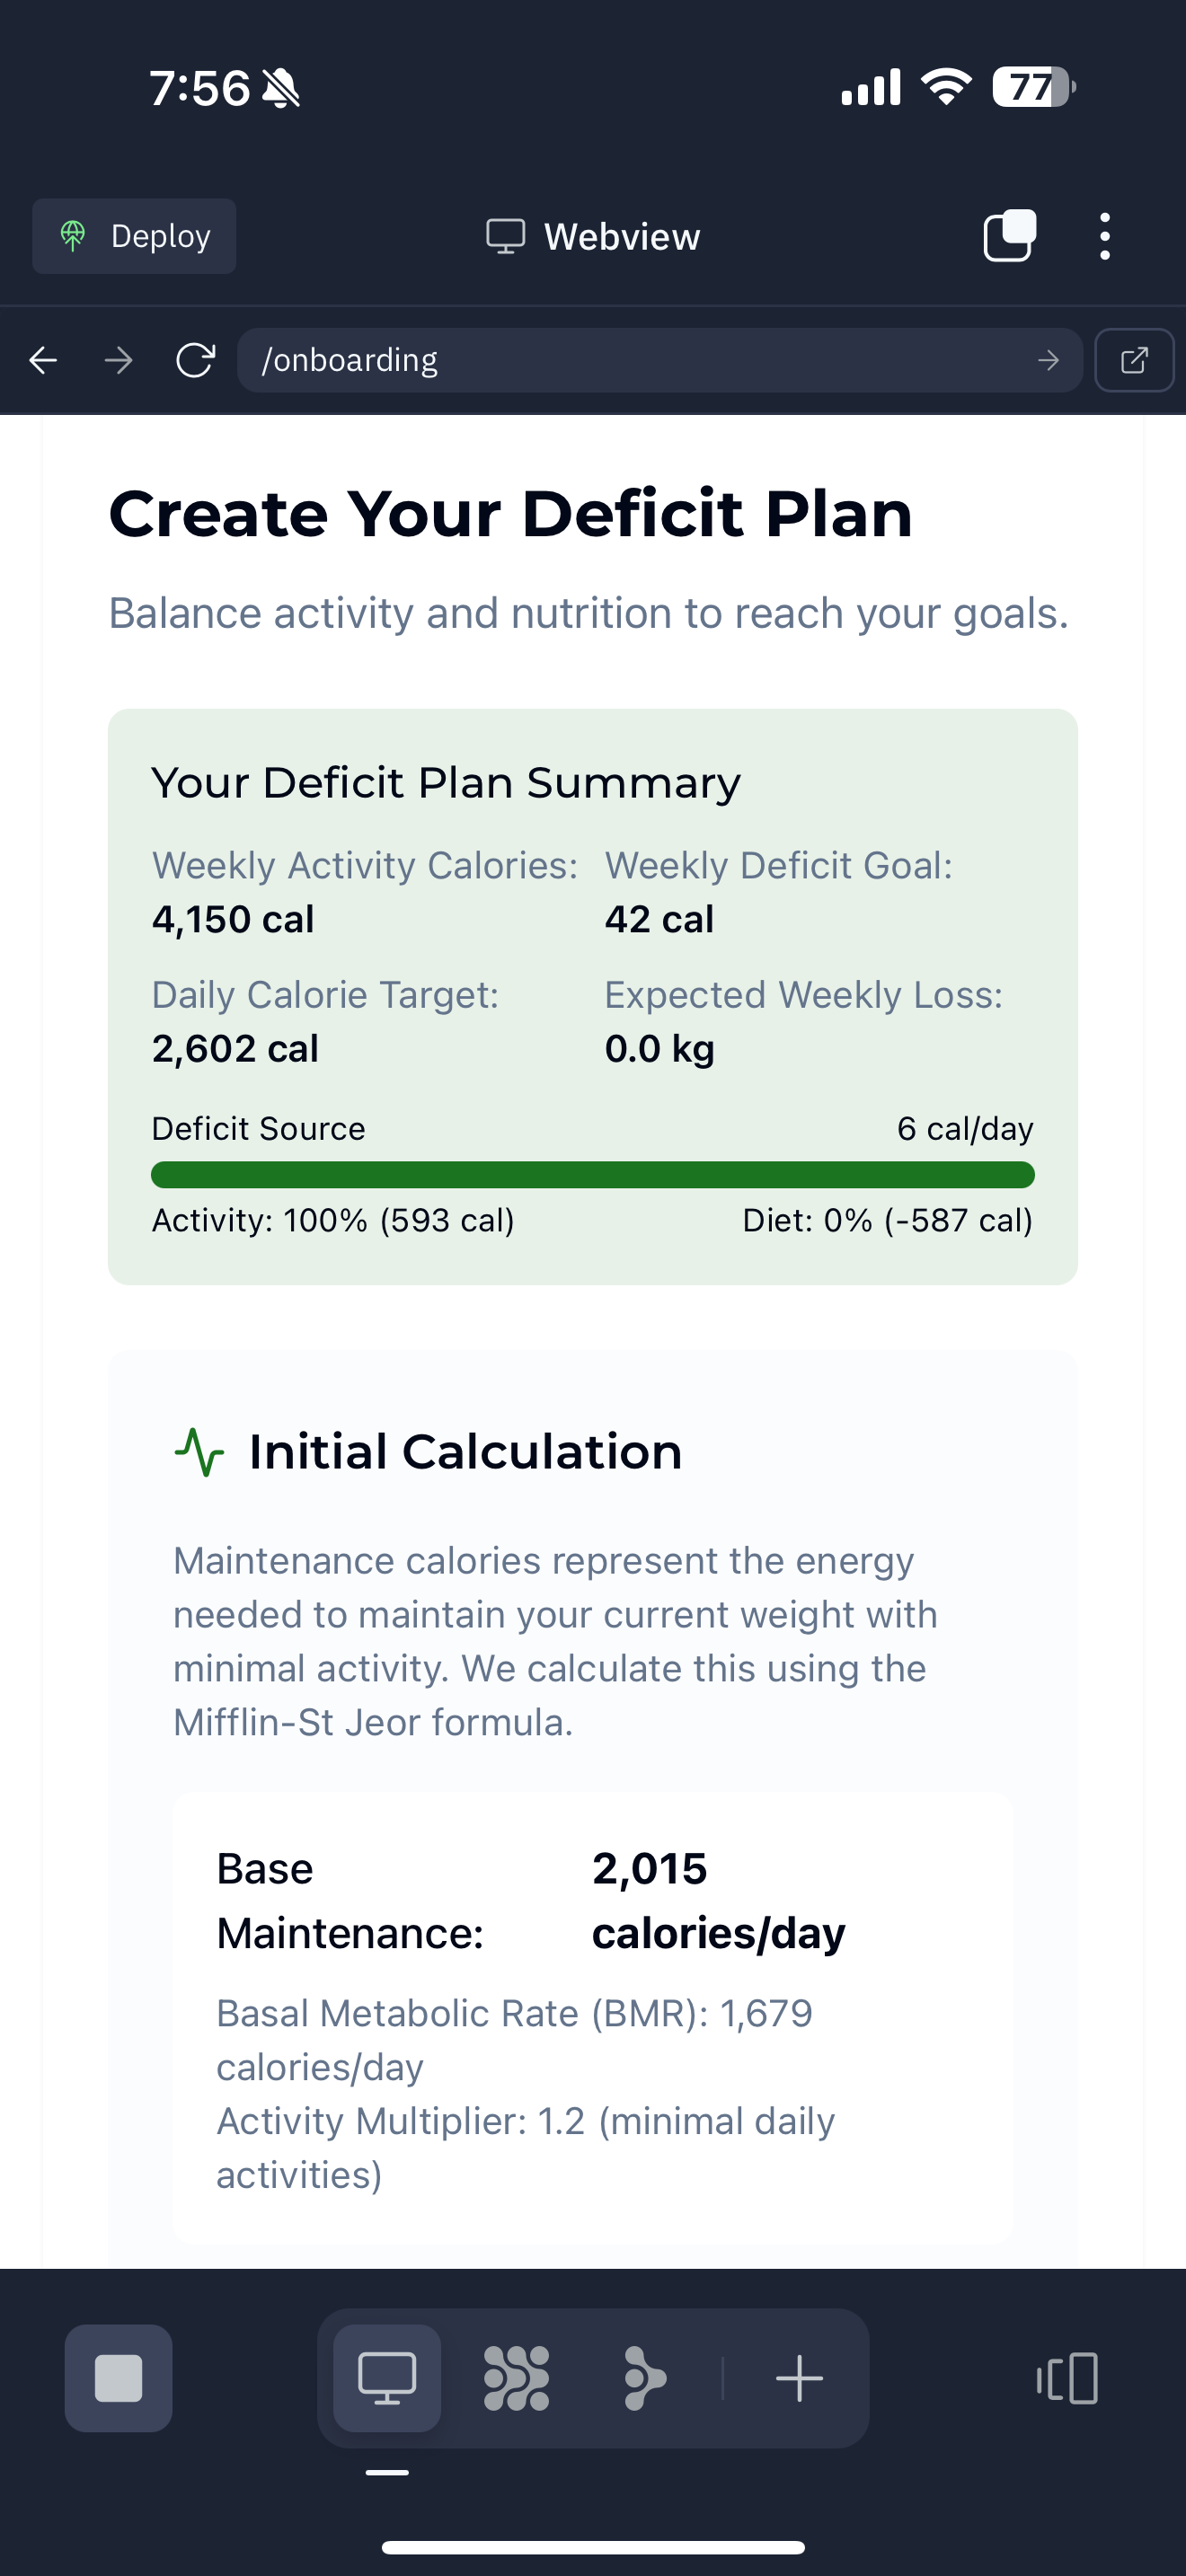 7:56
77
Deploy
Webview
/onboarding
Create Your Deficit Plan
Balance activity and nutrition to reach your goals.
Your Deficit Plan Summary
Weekly Activity Calories:
4,150 cal
Weekly Deficit Goal:
42 cal
Daily Calorie Target:
2,602 cal
Expected Weekly Loss:
0.0 kg
Deficit Source
6 cal/day
Activity: 100% (593 cal)
Diet: 0% (-587 cal)
Initial Calculation
Maintenance calories represent the energy
needed to maintain your current weight with
minimal activity. We calculate this using the
Mifflin-St Jeor formula.
Base
Maintenance:
2,015
calories/day
Basal Metabolic Rate (BMR): 1,679
calories/day
Activity Multiplier: 1.2 (minimal daily
activities)